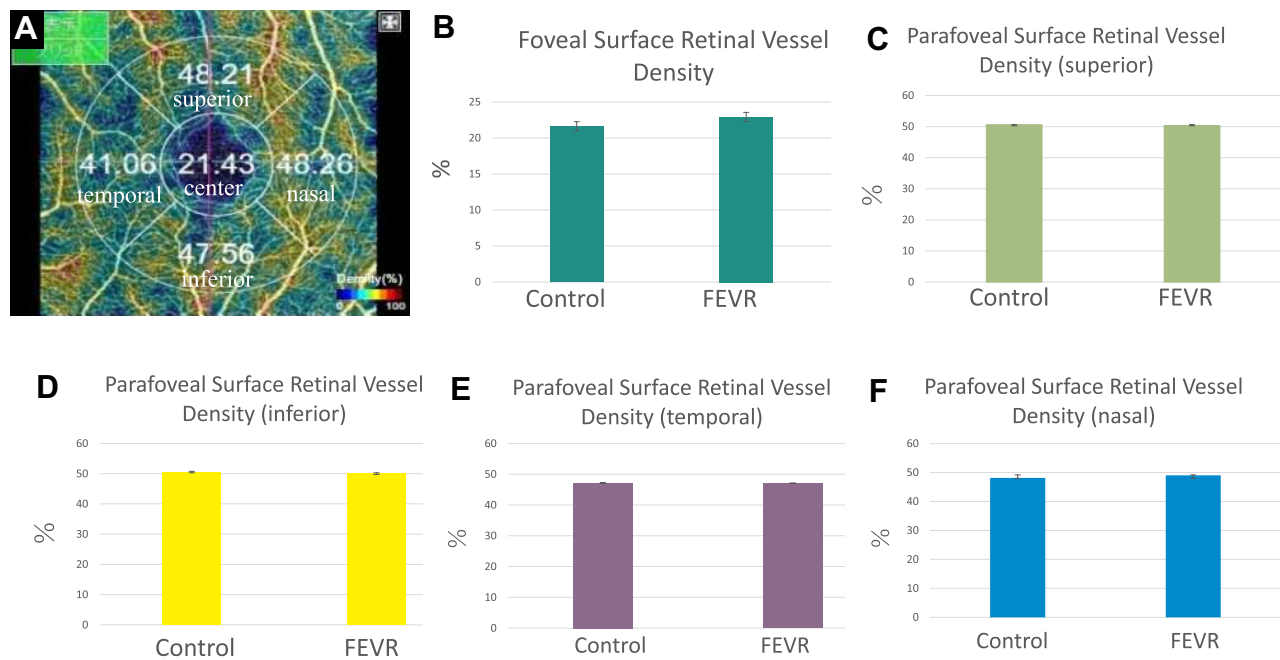 A
48.21
superior
41.06 21.43 48.26
temporal center nasal
47.56
inferior
Density(%)
0 100
B
Foveal Surface Retinal Vessel
Density
25
20
15
10
5
0
%
Control FEVR
C
Parafoveal Surface Retinal Vessel
Density (superior)
60
50
40
30
20
10
0
%
Control FEVR
D
Parafoveal Surface Retinal Vessel
Density (inferior)
60
50
40
30
20
10
0
%
Control FEVR
E
Parafoveal Surface Retinal Vessel
Density (temporal)
60
50
40
30
20
10
0
%
Control FEVR
F
Parafoveal Surface Retinal Vessel
Density (nasal)
60
50
40
30
20
10
0
%
Control FEVR